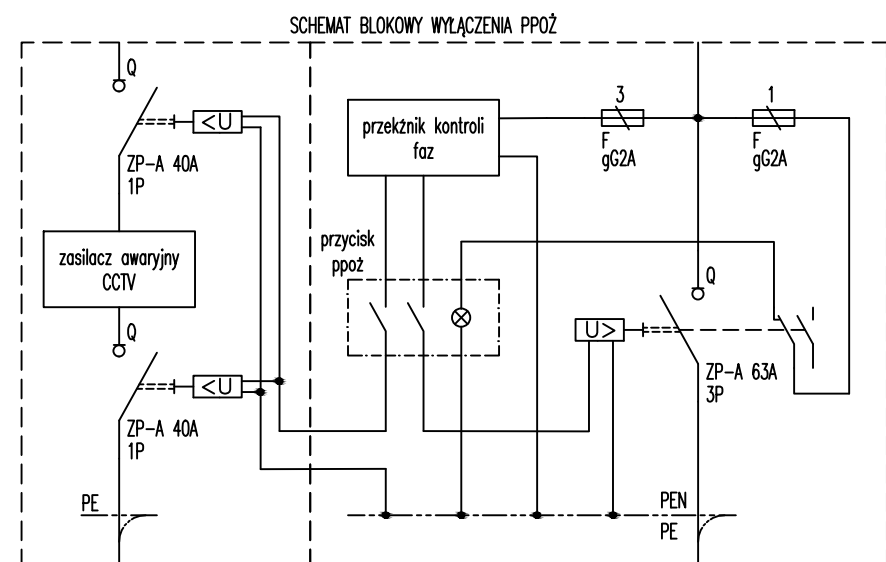 SCHEMAT BLOKOWY WYŁĄCZENIA PPOŻ
Q
<U
ZP-A 40A
1P
zasilacz awaryjny
CCTV
Q
<U
ZP-A 40A
1P
PE
przekźnik kontroli
faz
3
F
gG2A
1
F
gG2A
przycisk
ppoż
Q
U>
ZP-A 63A
3P
PEN
PE